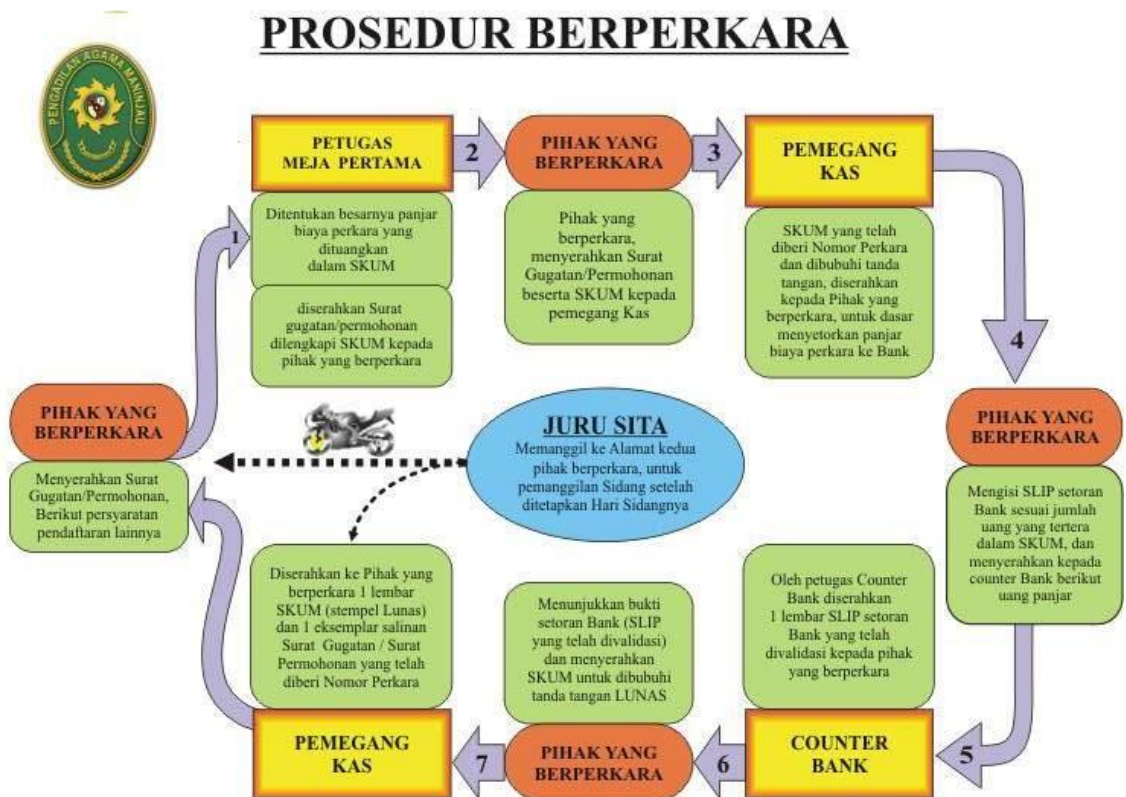 PROSEDUR BERPERKARA
PENGADILAN AGAMA MANINJAU
PETUGAS
MEJA PERTAMA
2
PIHAK YANG
BERPERKARA
3
PEMEGANG
KAS
1
Ditentukan besarnya panjar
biaya perkara yang
dituangkan
dalam SKUM
diserahkan Surat
gugatan/permohonan
dilengkapi SKUM kepada
pihak yang berperkara
Pihak yang
berperkara,
menyerahkan Surat
Gugatan/Permohonan
beserta SKUM kepada
pemegang Kas
SKUM yang telah
diberi Nomor Perkara
dan dibubuhi tanda
tangan, diserahkan
kepada Pihak yang
berperkara, untuk dasar
menyetorkan panjar
biaya perkara ke Bank
4
PIHAK YANG
BERPERKARA
Menyerahkan Surat
Gugatan/Permohonan,
Berikut persyaratan
pendaftaran lainnya
JURU SITA
Memanggil ke Alamat kedua
pihak berperkara, untuk
pemanggilan Sidang setelah
ditetapkan Hari Sidangnya
PIHAK YANG
BERPERKARA
Mengisi SLIP setoran
Bank sesuai jumlah
uang yang tertera
dalam SKUM, dan
menyerahkan kepada
counter Bank berikut
uang panjar
Diserahkan ke Pihak yang
berperkara 1 lembar
SKUM (stempel Lunas)
dan 1 eksemplar salinan
Surat Gugatan / Surat
Permohonan yang telah
diberi Nomor Perkara
Menunjukkan bukti
setoran Bank (SLIP
yang telah divalidasi)
dan menyerahkan
SKUM untuk dibubuhi
tanda tangan LUNAS
Oleh petugas Counter
Bank diserahkan
1 lembar SLIP setoran
Bank yang telah
divalidasi kepada pihak
yang berperkara
PEMEGANG
KAS
7
PIHAK YANG
BERPERKARA
6
COUNTER
BANK
5